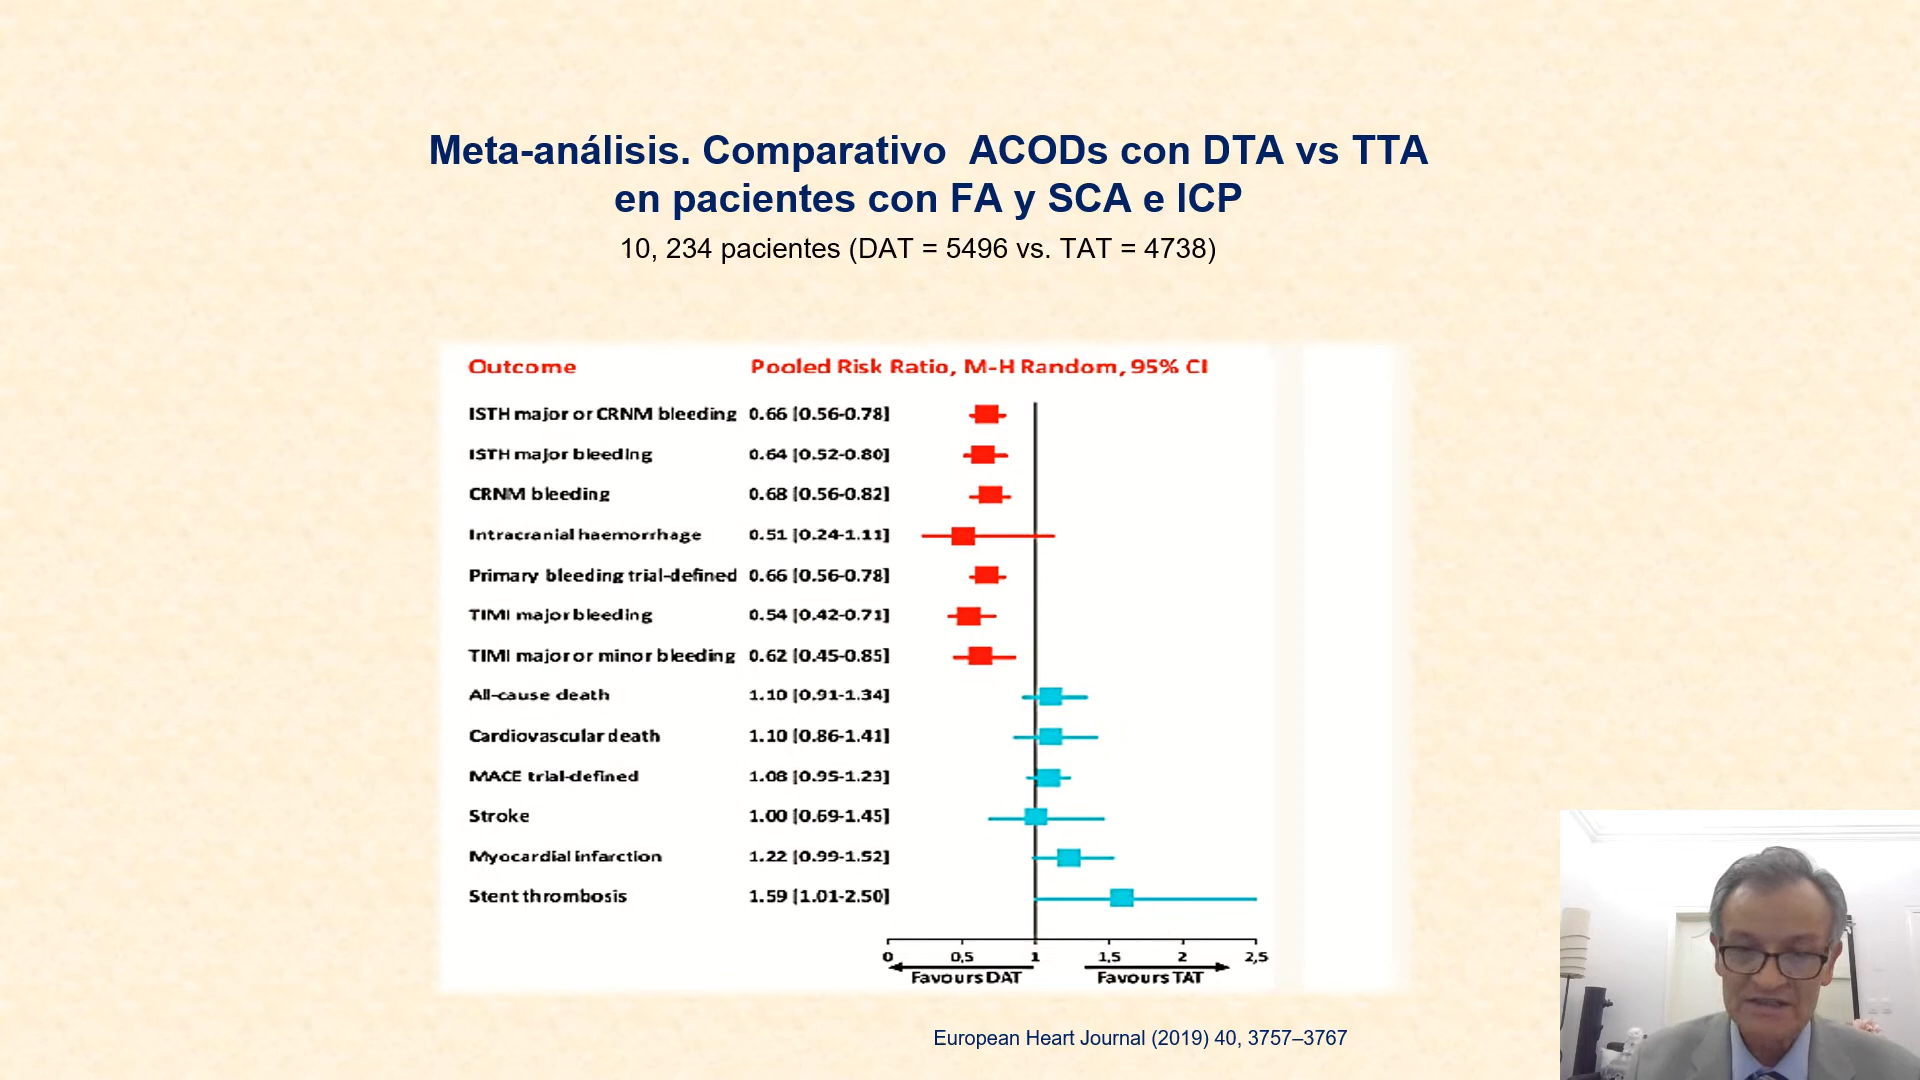 Meta-análisis. Comparativo  ACODs con DTA vs TTA
en pacientes con FA y SCA e ICP
10, 234 pacientes (DAT = 5496 vs. TAT = 4738)
Outcome Pooled Risk Ratio, M-H Random, 95% CI
ISTH major or CRNM bleeding 0.66 [0.56-0.78]
ISTH major bleeding 0.64 [0.52-0.80]
CRNM bleeding 0.68 [0.56-0.82]
Intracranial haemorrhage 0.51 [0.24-1.11]
Primary bleeding trial-defined 0.66 [0.56-0.78]
TIMI major bleeding 0.54 [0.42-0.71]
TIMI major or minor bleeding 0.62 [0.45-0.85]
All-cause death 1.10 [0.91-1.34]
Cardiovascular death 1.10 [0.86-1.41]
MACE trial-defined 1.08 [0.95-1.23]
Stroke 1.00 [0.69-1.45]
Myocardial infarction 1.22 [0.99-1.52]
Stent thrombosis 1.59 [1.01-2.50]
0 0,5 1 1,5 2 2,5
Favours DAT Favours TAT
European Heart Journal (2019) 40, 3757–3767